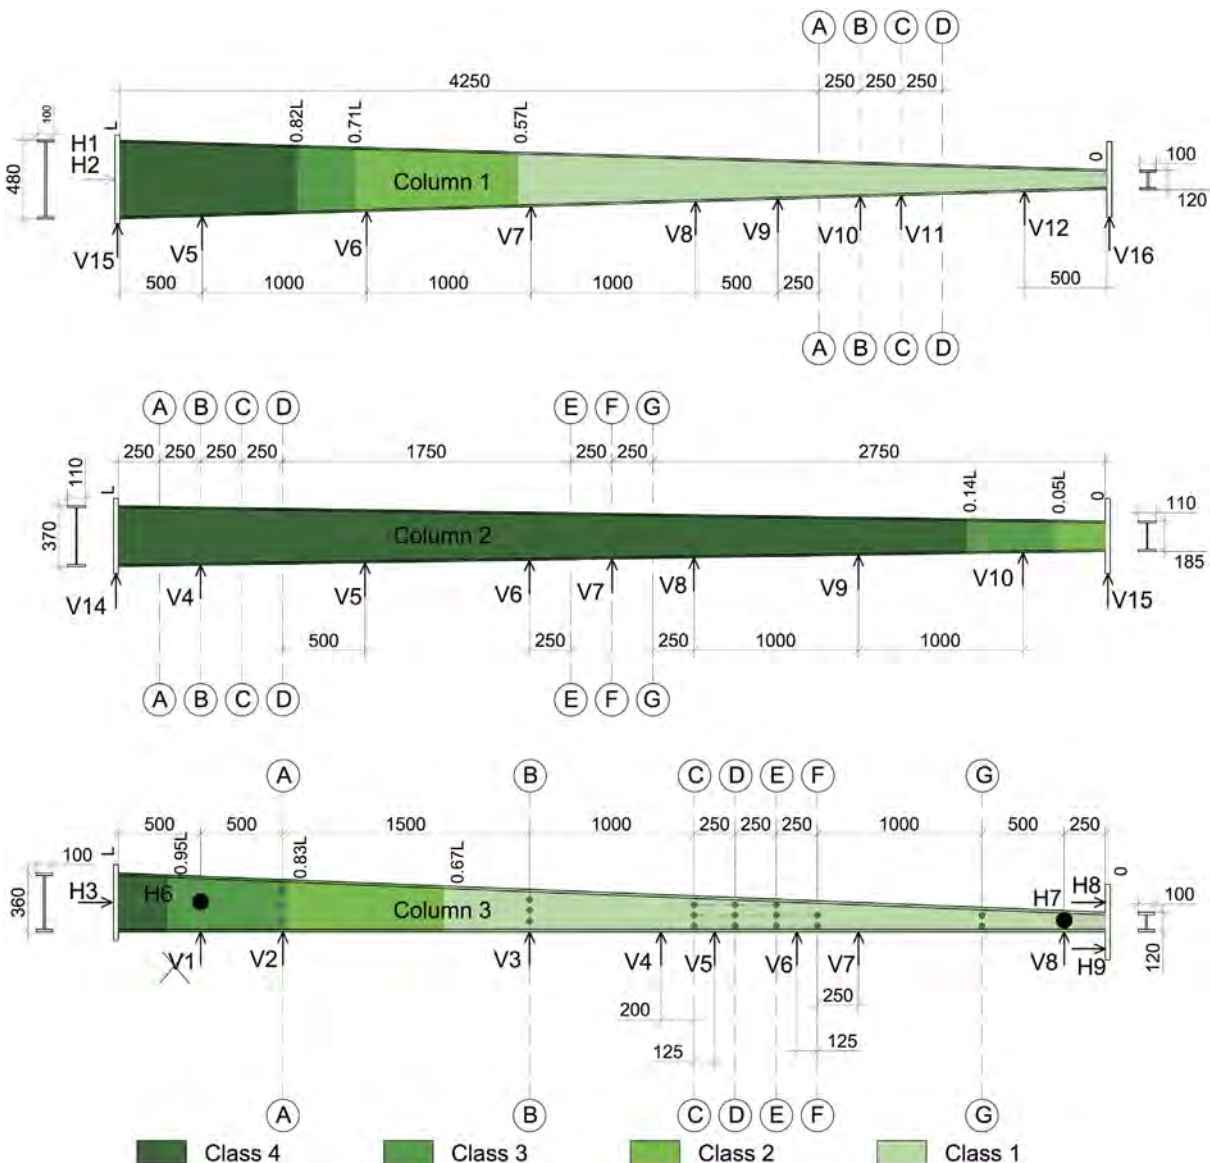 A B C D
4250 250 250 250
100 L 0.82L 0.71L 0.57L 0
H1
H2
480 Column 1 100
120
V15 V5 V6 V7 V8 V9 V10 V11 V12 V16
500 1000 1000 1000 500 250 500
A B C D
A B C D E F G
250 250 250 250 1750 250 250 2750
110 L 0.14L 0.05L 0
370 Column 2 110
185
V14 V4 V5 V6 V7 V8 V9 V10 V15
500 250 250 1000 1000
A B C D E F G
A B C D E F G
500 500 1500 1000 250 250 250 1000 500 250
100 L 0.95L 0.83L 0.67L 0
H3 H6 H7 H8
360 Column 3 100
120
V1 V2 V3 V4 V5 V6 V7 V8 H9
200 250
125 125
A B C D E F G
Class 4 Class 3 Class 2 Class 1